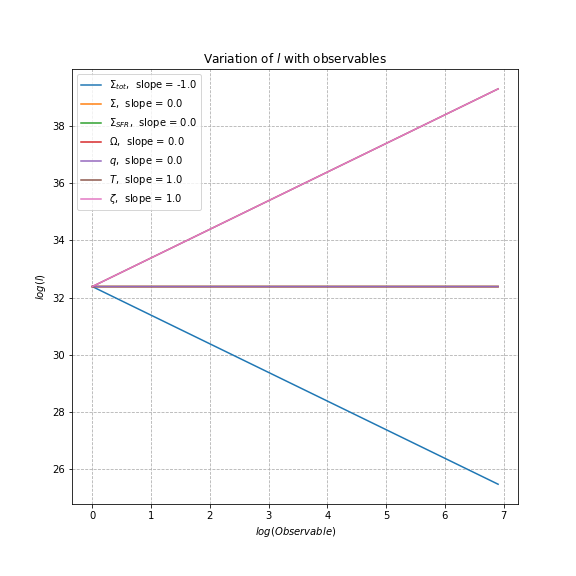 Variation of l with observables
Σtot, slope = -1.0
Σ, slope = 0.0
ΣSFR, slope = 0.0
Ω, slope = 0.0
q, slope = 0.0
T, slope = 1.0
ζ, slope = 1.0
38
36
34
32
30
28
26
log(l)
0 1 2 3 4 5 6 7
log(Observable)